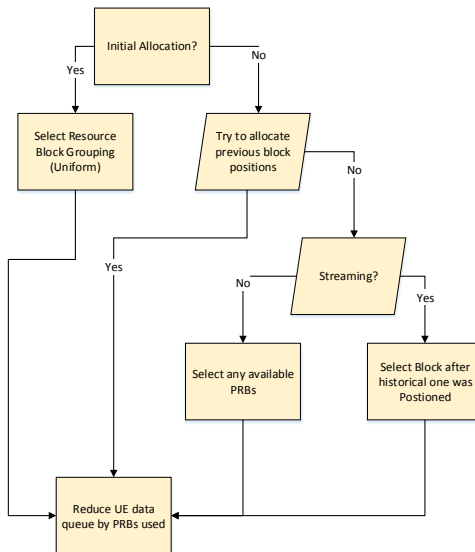 Initial Allocation?
Yes
No
Select Resource
Block Grouping
(Uniform)
Try to allocate
previous block
positions
No
Yes
Streaming?
No
Yes
Select any available
PRBs
Select Block after
historical one was
Postioned
Reduce UE data
queue by PRBs used